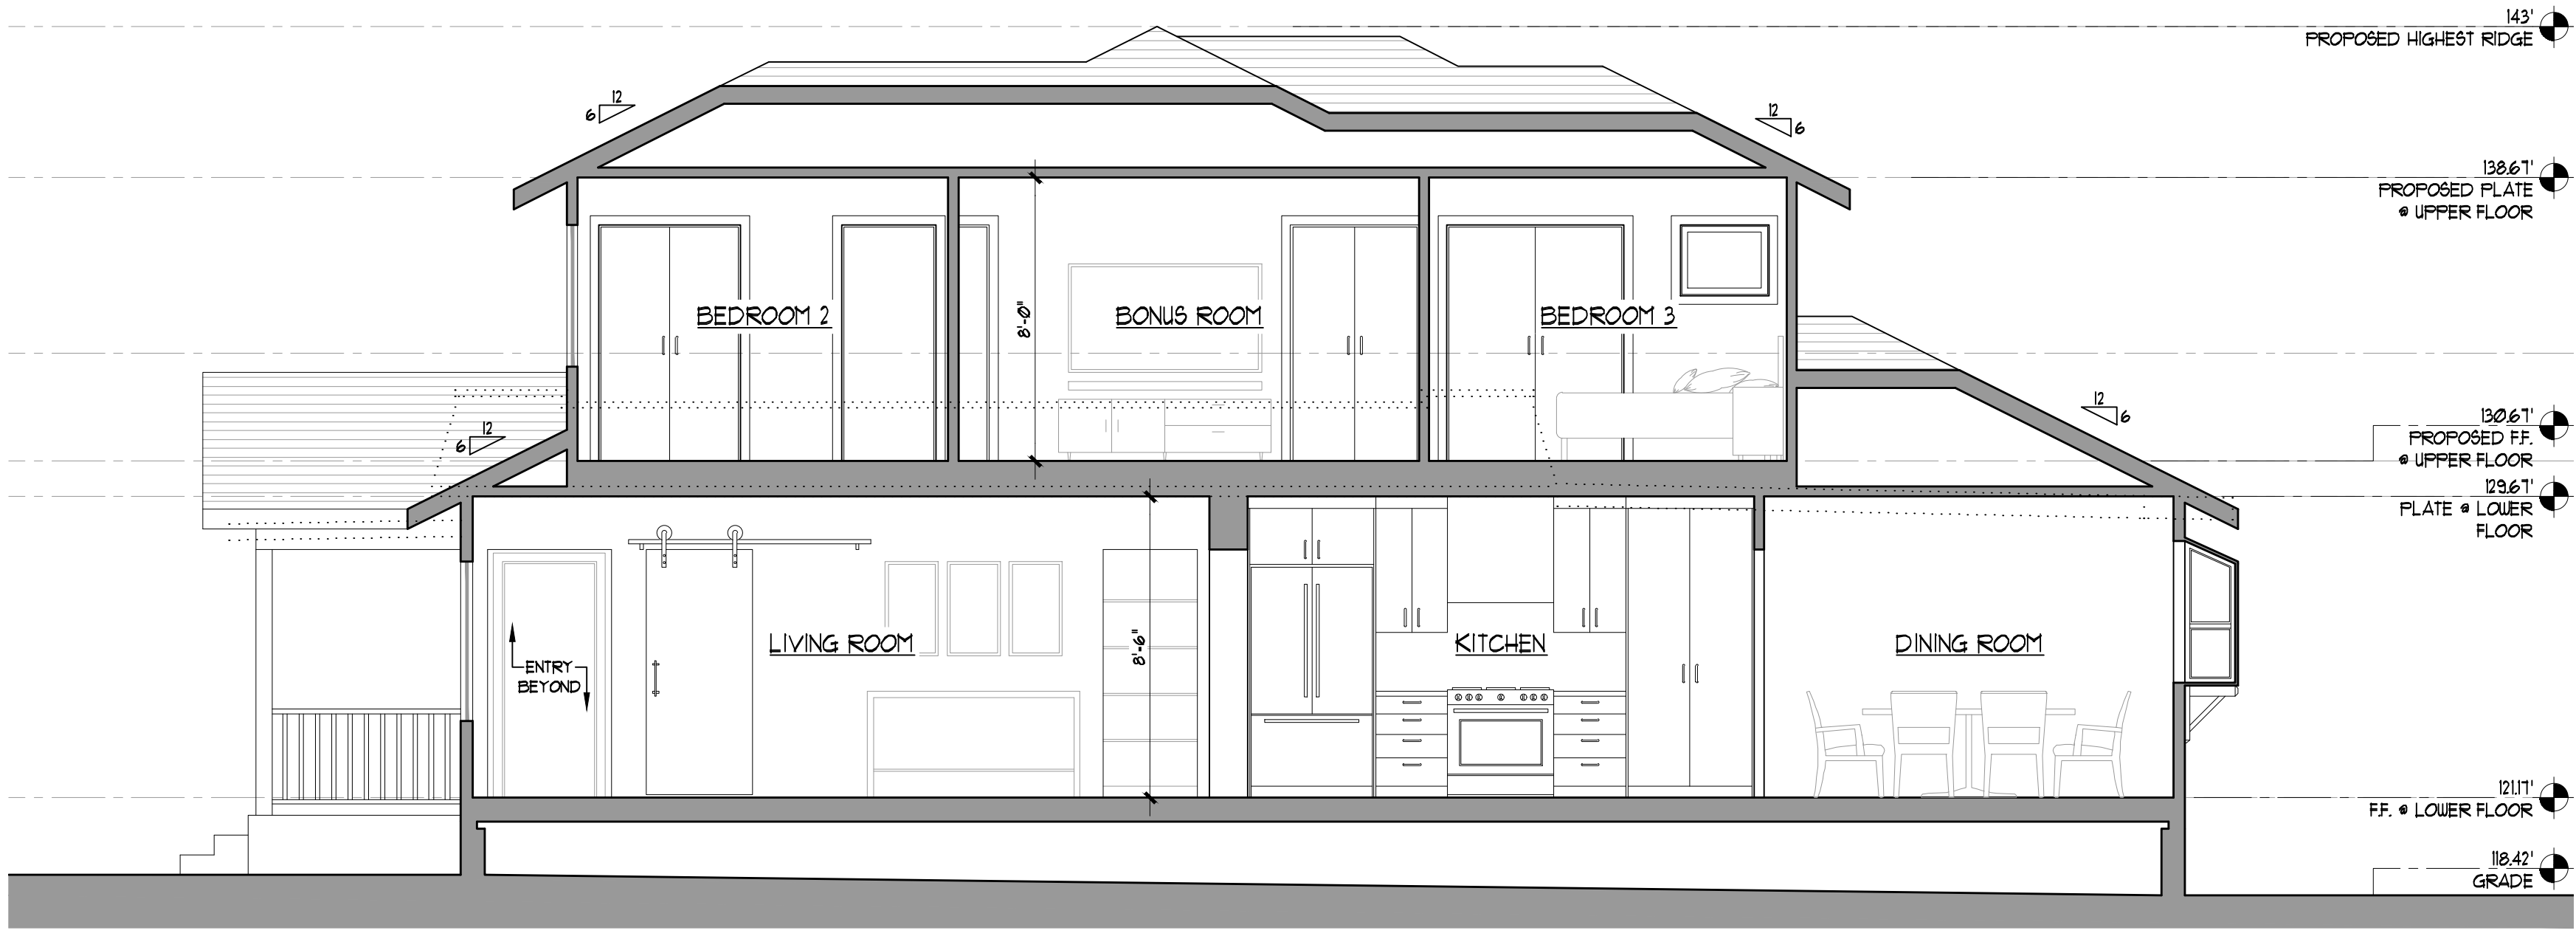 143'
PROPOSED HIGHEST RIDGE
12
6
12
6
138.67'
PROPOSED PLATE
@ UPPER FLOOR
BEDROOM 2
8'-0"
BONUS ROOM
BEDROOM 3
12
6
12
6
130.67'
PROPOSED F.F.
@ UPPER FLOOR
129.67'
PLATE @ LOWER
FLOOR
ENTRY
BEYOND
LIVING ROOM
8'-6"
KITCHEN
DINING ROOM
121.17'
F.F. @ LOWER FLOOR
118.42'
GRADE